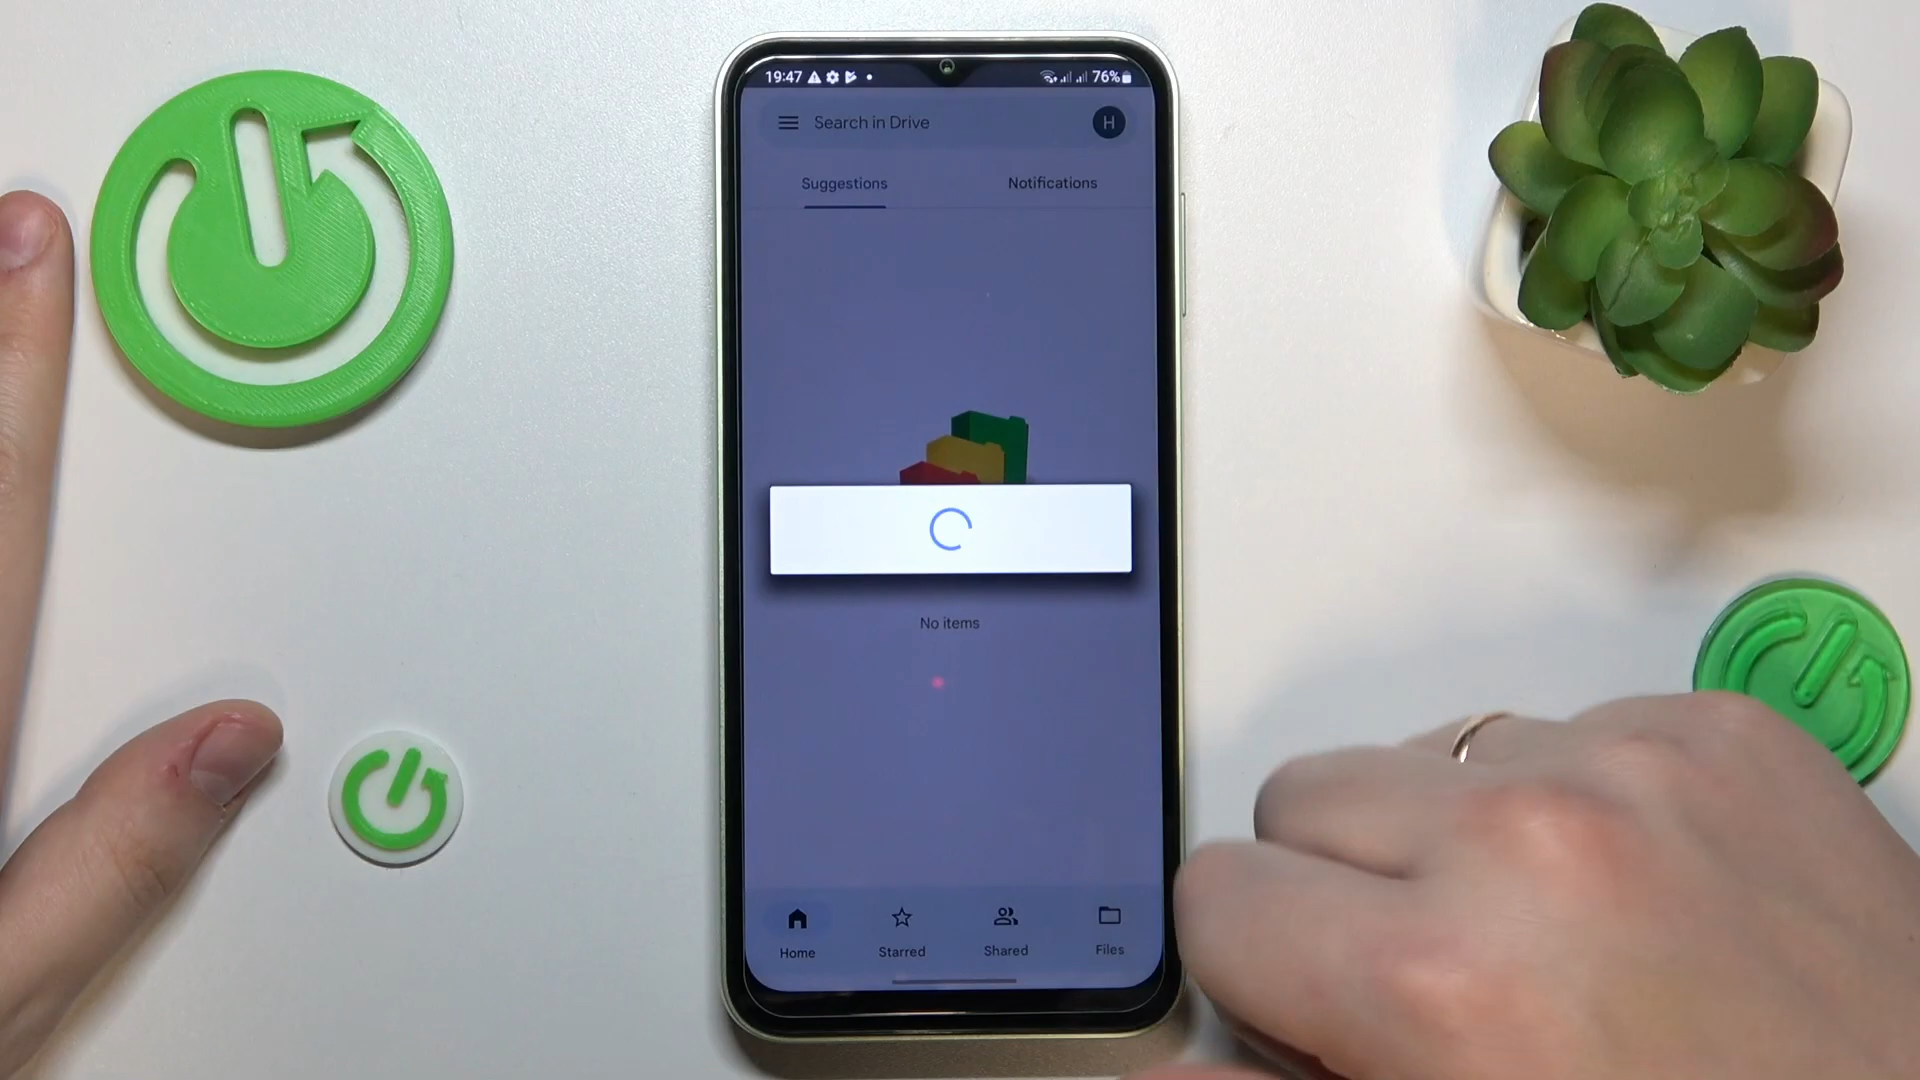 19:47 76%
Search in Drive H
Suggestions Notifications
No items
Home Starred Shared Files